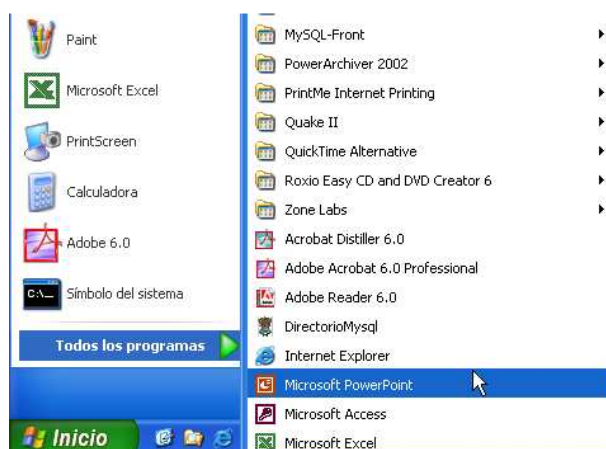 Paint
Microsoft Excel
PrintScreen
Calculadora
Adobe 6.0
C:\_
Símbolo del sistema
Todos los programas
Inicio
MySQL-Front
PowerArchiver 2002
PrintMe Internet Printing
Quake II
QuickTime Alternative
Roxio Easy CD and DVD Creator 6
Zone Labs
Acrobat Distiller 6.0
Adobe Acrobat 6.0 Professional
Adobe Reader 6.0
DirectorioMysql
Internet Explorer
Microsoft PowerPoint
Microsoft Access
Microsoft Excel